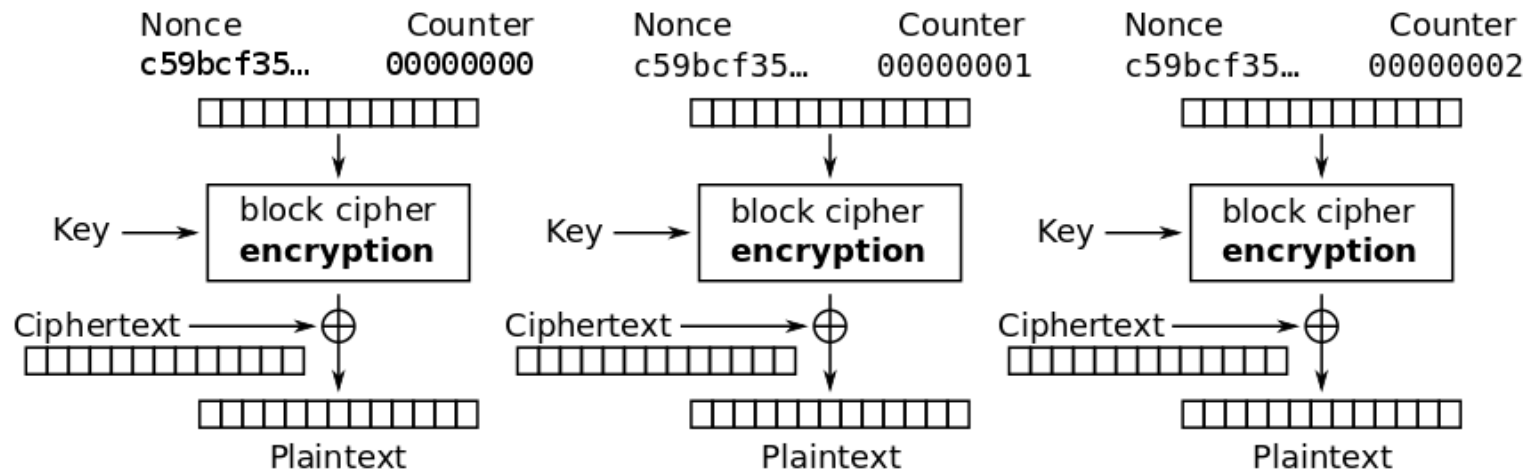 Nonce Counter Nonce Counter Nonce Counter
c59bcf35… 00000000 c59bcf35… 00000001 c59bcf35… 00000002
block cipher block cipher block cipher
Key encryption Key encryption Key encryption
Ciphertext Ciphertext Ciphertext
Plaintext Plaintext Plaintext